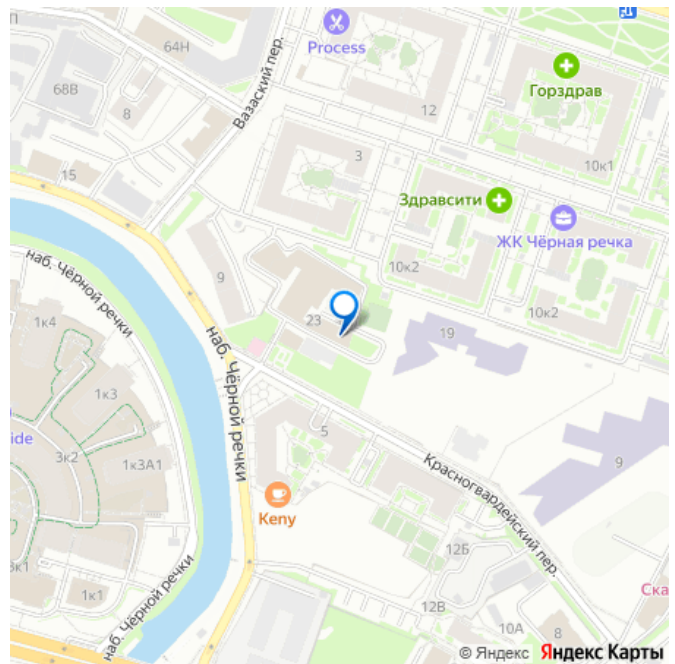 П
64Н
Process
Горздрав
68В
8
Вазаский пер.
12
3
10к1
15
Здравсити
ЖК Чёрная речка
9
10к2
наб. Чёрной речки
1к4
23
19
10к2
наб. Чёрной речки
1к3
ide
3к2
1к3А1
5
Красногвардейский пер.
9
Keny
12Б
3к1
1к1
наб. Чёрной речки
12В
10А
8
Ска
© Яндекс Яндекс Карты